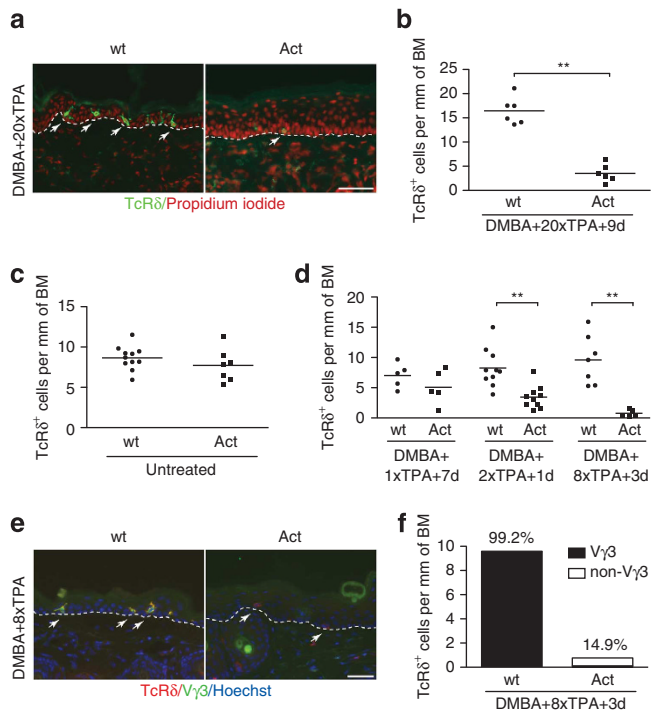 a
wt
Act
DMBA+20xTPA
TcRδ/Propidium iodide
b
TcRδ⁺ cells per mm of BM
25
20
15
10
5
0
**
wt
Act
DMBA+20xTPA+9d
c
TcRδ⁺ cells per mm of BM
15
10
5
0
wt
Act
Untreated
d
TcRδ⁺ cells per mm of BM
20
15
10
5
0
**
**
wt Act wt Act wt Act
DMBA+ DMBA+ DMBA+
1xTPA+7d 2xTPA+1d 8xTPA+3d
e
wt
Act
DMBA+8xTPA
TcRδ/Vγ3/Hoechst
f
TcRδ⁺ cells per mm of BM
10
8
6
4
2
0
99.2%
Vγ3
non-Vγ3
14.9%
wt
Act
DMBA+8xTPA+3d